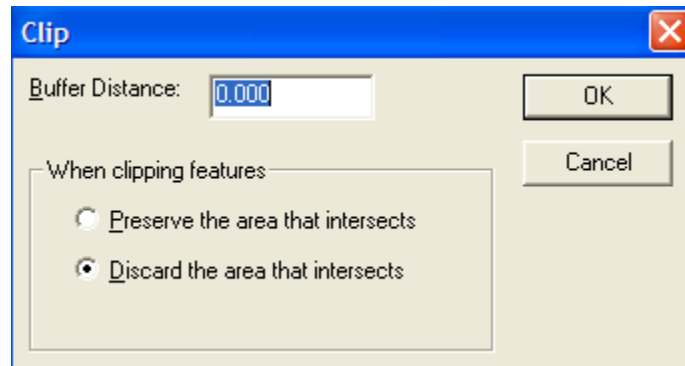 Clip
Buffer Distance: 0.000 OK
Cancel
When clipping features
Preserve the area that intersects
Discard the area that intersects